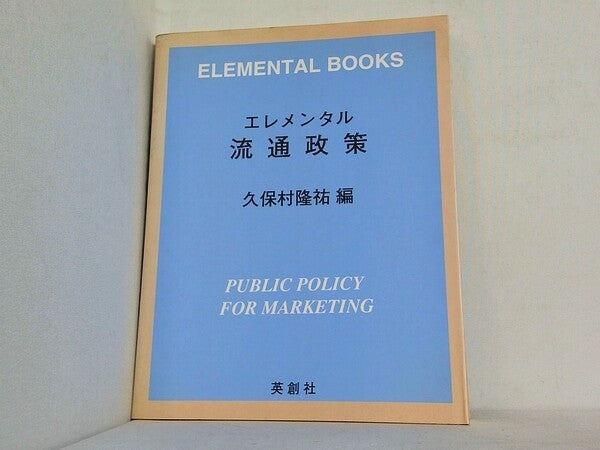 ELEMENTAL BOOKS
エレメンタル
流通政策
久保村隆祐 編
PUBLIC POLICY
FOR MARKETING
英創社